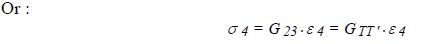 Or :
σ 4 = G 23 · ε 4 = G TT ' · ε 4